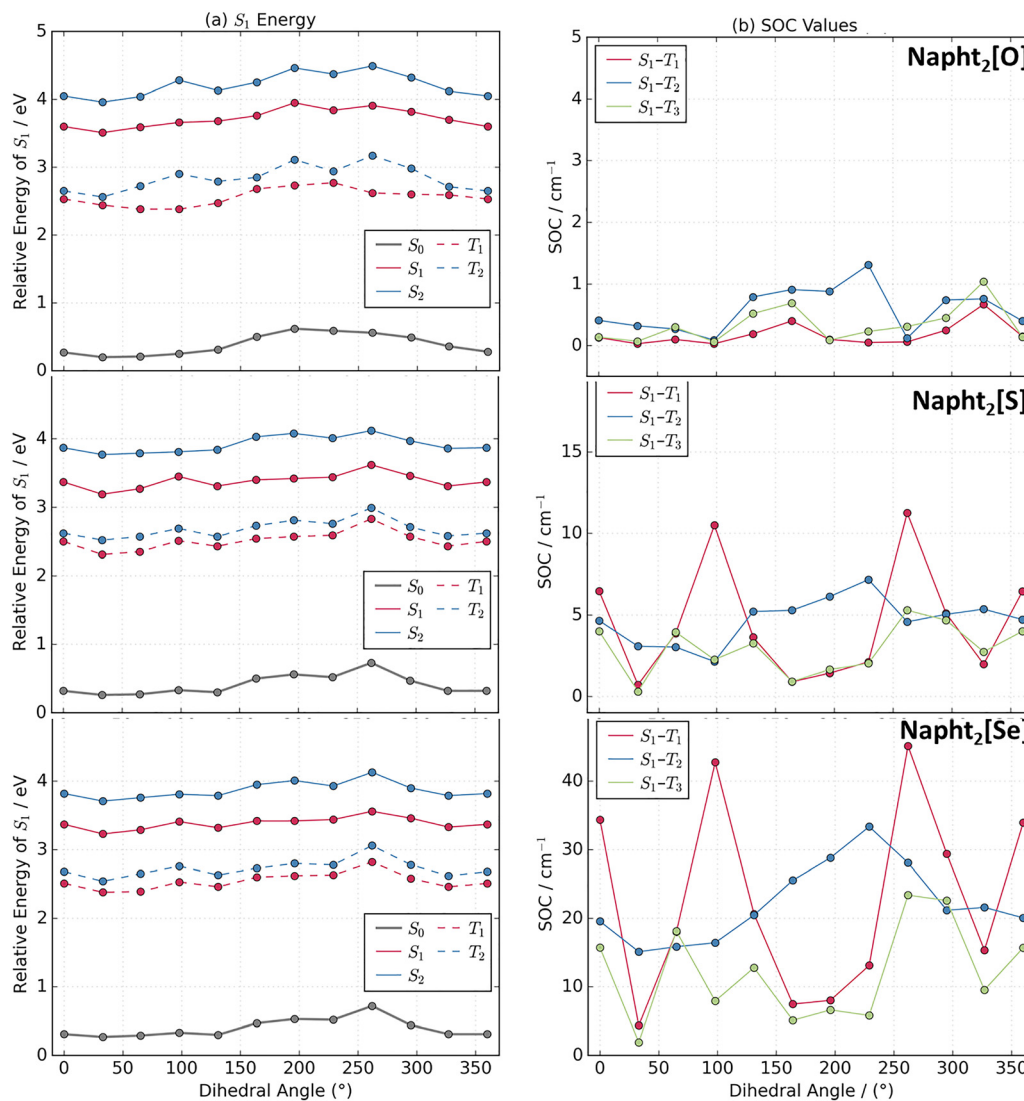 (a) S₁ Energy
(b) SOC Values
Napht₂[O]
Relative Energy of S₁ / eV
5
4
3
2
1
0
S₀ T₁
S₁ T₂
S₂
SOC / cm⁻¹
5
4
3
2
1
0
S₁–T₁
S₁–T₂
S₁–T₃
Napht₂[S]
Relative Energy of S₁ / eV
4
3
2
1
0
S₀ T₁
S₁ T₂
S₂
SOC / cm⁻¹
15
10
5
0
S₁–T₁
S₁–T₂
S₁–T₃
Napht₂[Se]
Relative Energy of S₁ / eV
4
3
2
1
0
S₀ T₁
S₁ T₂
S₂
0 50 100 150 200 250 300 350
Dihedral Angle (°)
SOC / cm⁻¹
40
30
20
10
0
S₁–T₁
S₁–T₂
S₁–T₃
0 50 100 150 200 250 300 350
Dihedral Angle / (°)